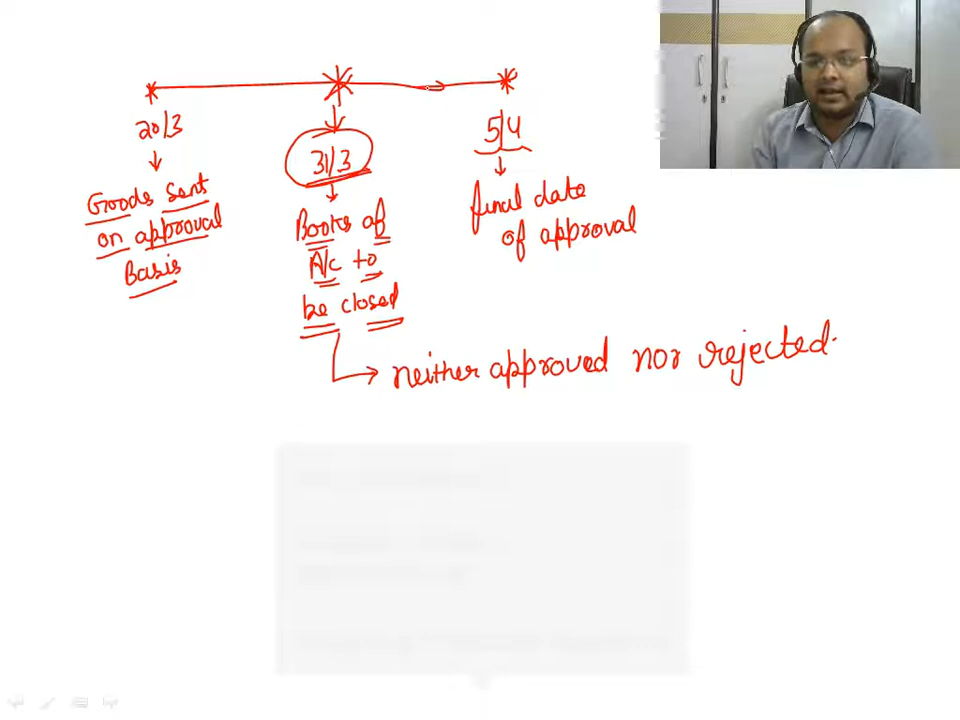 20/3
Goods Sent
on approval
Basis
31/3
Books of
A/c to
be closed
5/4
final date
of approval
neither approved nor rejected.